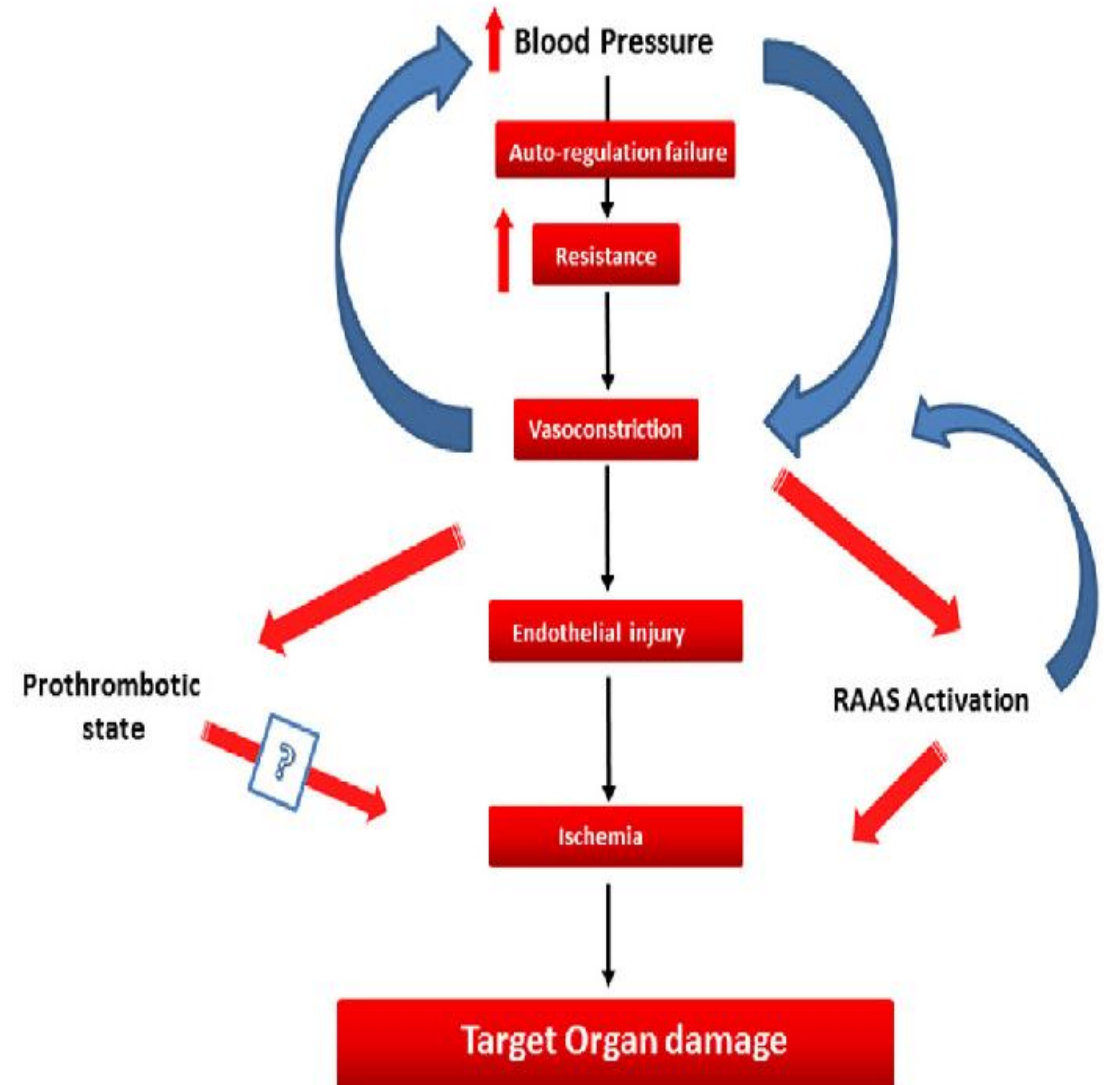 Blood Pressure
Auto-regulation failure
Resistance
Vasoconstriction
Endothelial injury
Prothrombotic
state
RAAS Activation
?
Ischemia
Target Organ damage